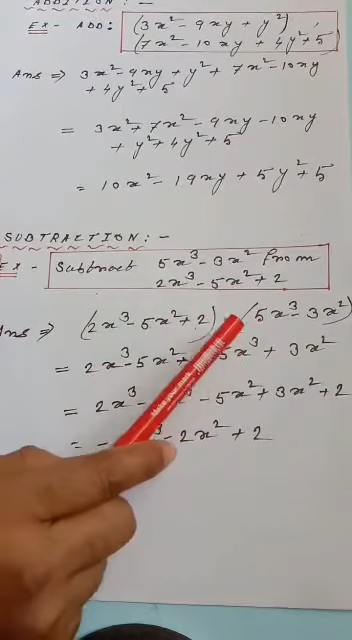 ADDITION :-
EX - ADD: (3x² - 9xy + y²)
(7x² - 10xy + 4y² + 5)
Ans ⇒ 3x² - 9xy + y² + 7x² - 10xy
+ 4y² + 5
= 3x² + 7x² - 9xy - 10xy
+ y² + 4y² + 5
= 10x² - 19xy + 5y² + 5
SUBTRACTION :-
EX - Subtract 5x³ - 3x² from
2x³ - 5x² + 2
Ans ⇒ (2x³ - 5x² + 2) (5x³ - 3x²)
= 2x³ - 5x² + 5x³ + 3x²
= 2x³ - - 5x² + 3x² + 2
= - ³ - 2x² + 2